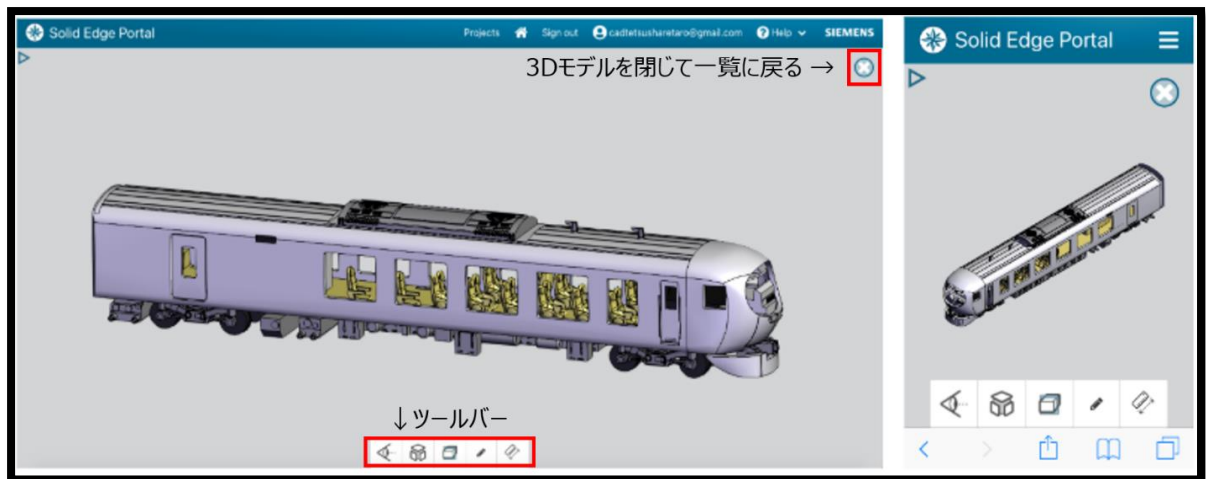 Solid Edge Portal
Projects Sign out cadtetsusharetaro@gmail.com Help SIEMENS
3Dモデルを閉じて一覧に戻る →
↓ツールバー
Solid Edge Portal